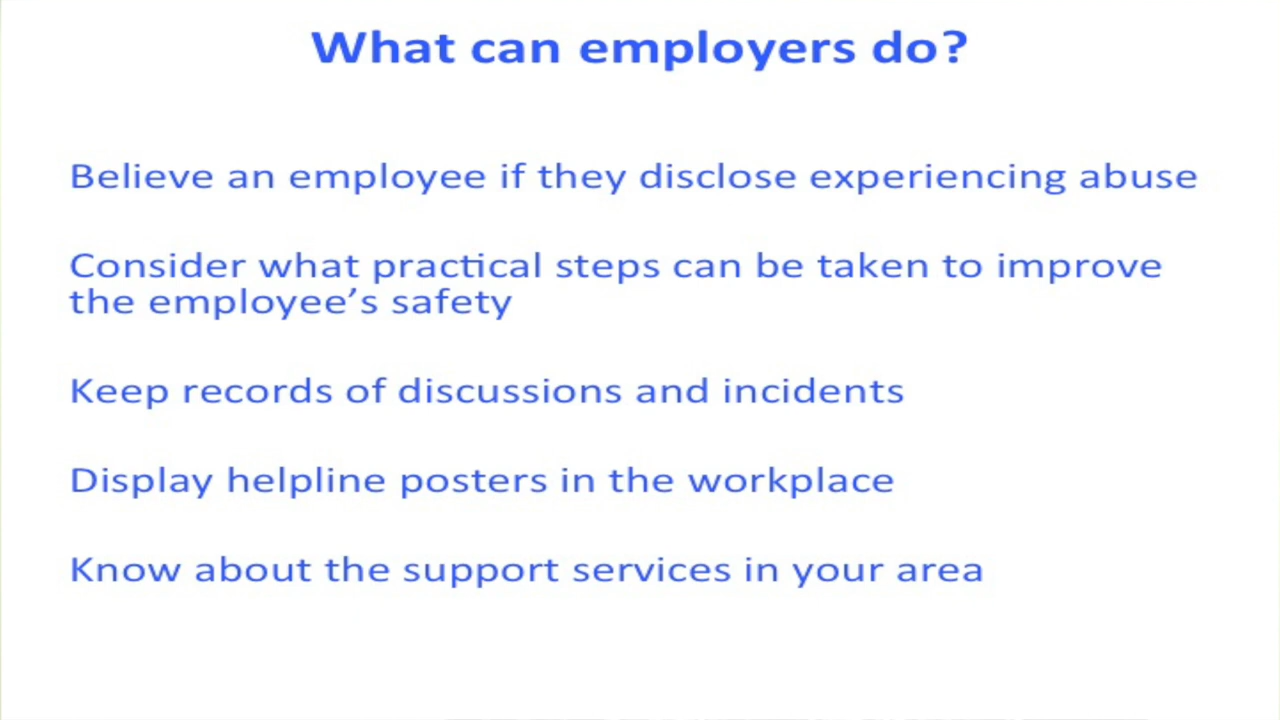 What can employers do?
Believe an employee if they disclose experiencing abuse
Consider what practical steps can be taken to improve
the employee’s safety
Keep records of discussions and incidents
Display helpline posters in the workplace
Know about the support services in your area